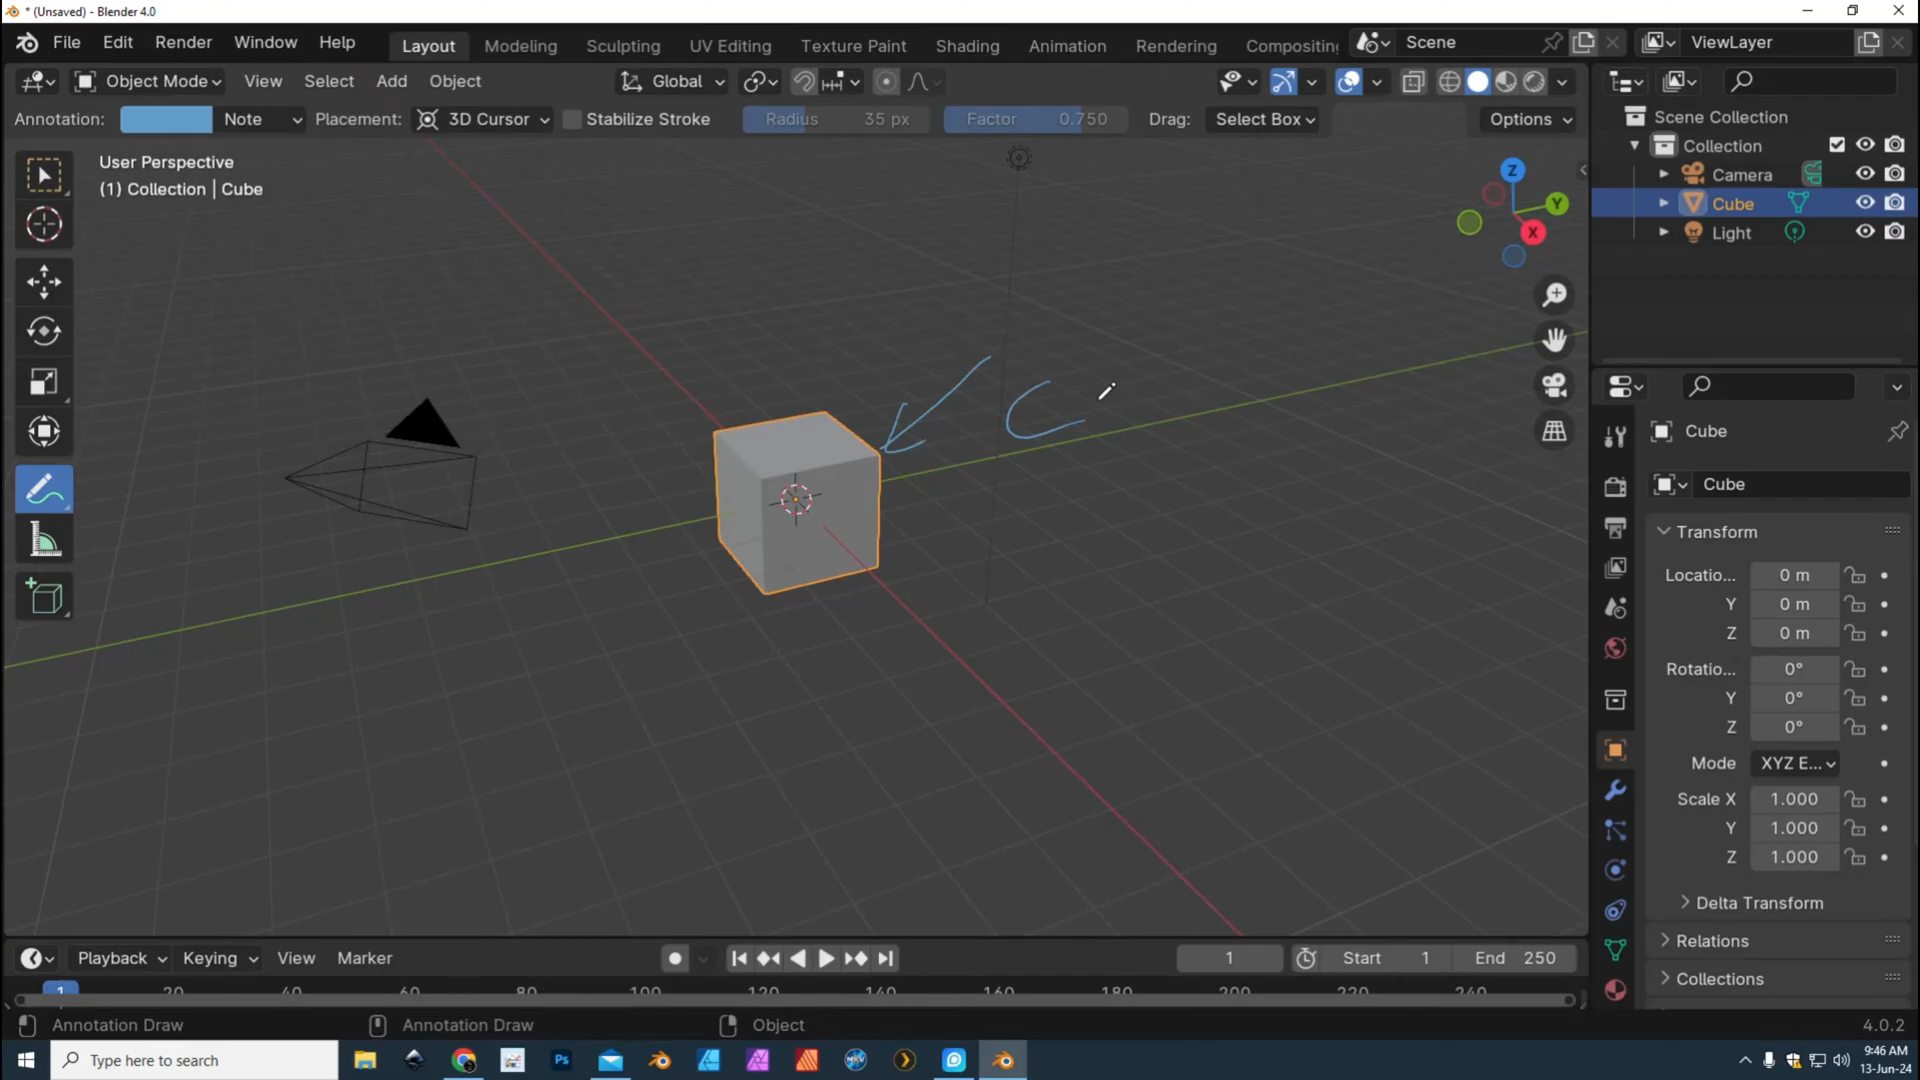 * (Unsaved) - Blender 4.0
File Edit Render Window Help Layout Modeling Sculpting UV Editing Texture Paint Shading Animation Rendering Compositing Scene ViewLayer
Object Mode View Select Add Object Global
Annotation: Note Placement: 3D Cursor Stabilize Stroke Radius 35 px Factor 0.750 Drag: Select Box Options
User Perspective
(1) Collection | Cube
Z
Y
X
C
Scene Collection
Collection
Camera
Cube
Light
Cube
Cube
Transform
Locatio... 0 m
Y 0 m
Z 0 m
Rotatio... 0°
Y 0°
Z 0°
Mode XYZ E...
Scale X 1.000
Y 1.000
Z 1.000
Delta Transform
Relations
Collections
Playback Keying View Marker 1 Start 1 End 250
1 20 40 60 80 100 120 140 160 180 200 220 240
Annotation Draw Annotation Draw Object 4.0.2
Type here to search Ps MKV 9:46 AM
13-Jun-24